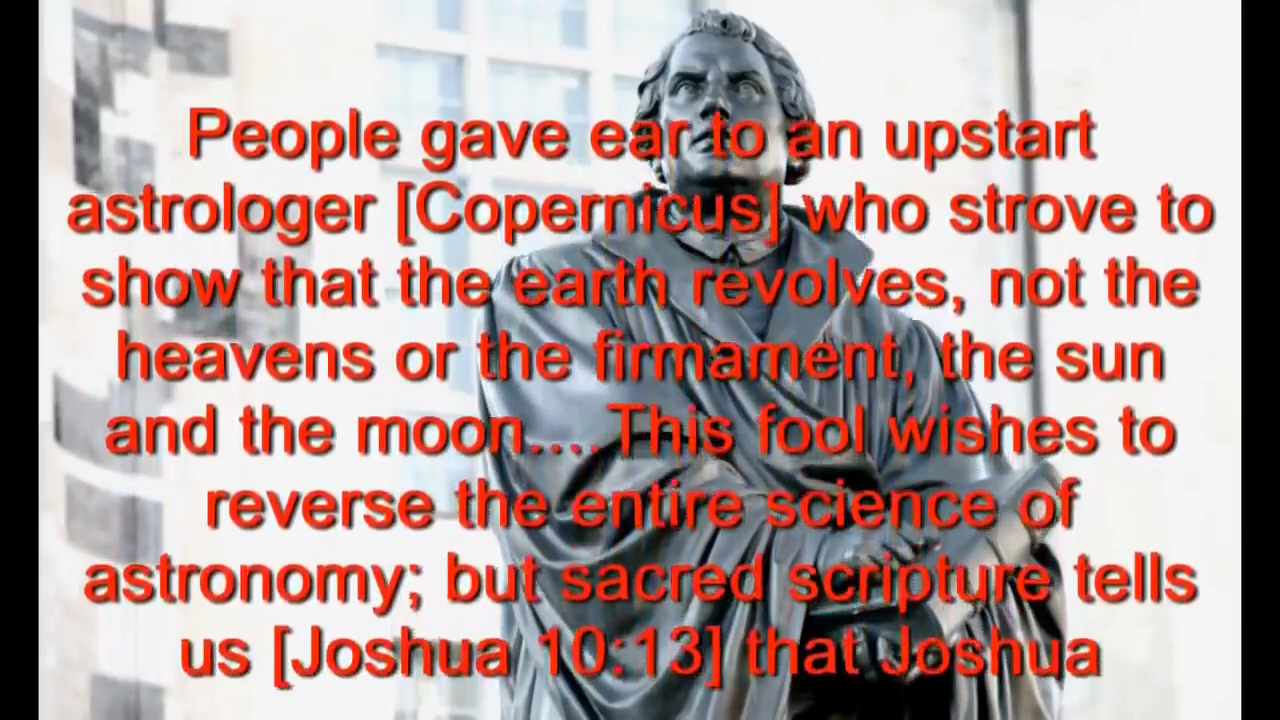 People gave ear to an upstart
astrologer [Copernicus] who strove to
show that the earth revolves, not the
heavens or the firmament, the sun
and the moon....This fool wishes to
reverse the entire science of
astronomy; but sacred scripture tells
us [Joshua 10:13] that Joshua